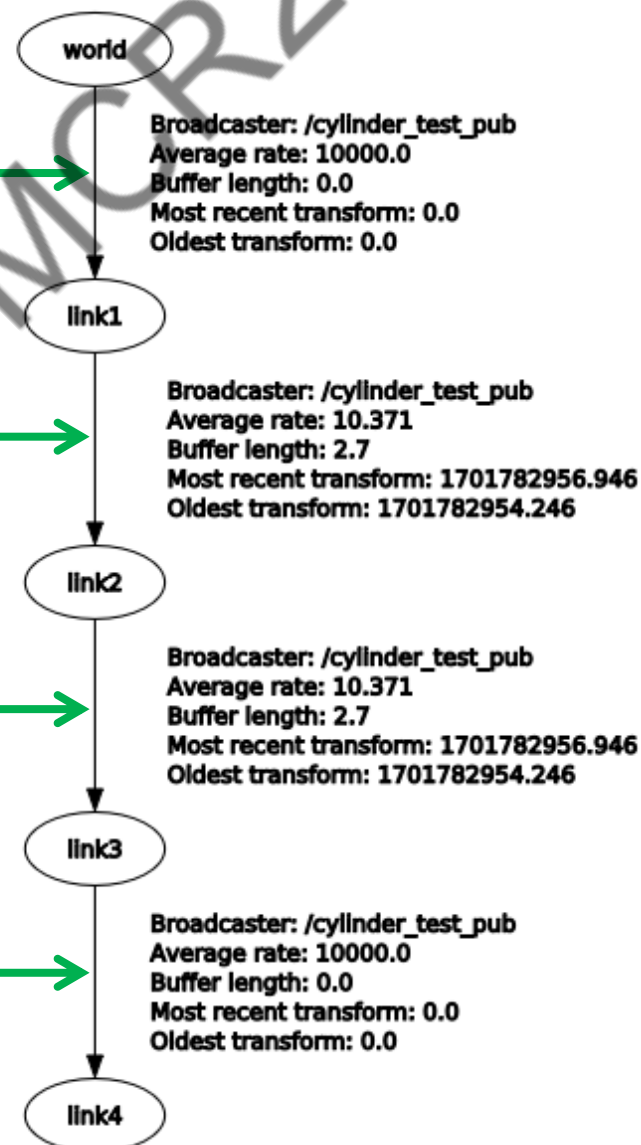 world
Broadcaster: /cylinder_test_pub
Average rate: 10000.0
Buffer length: 0.0
Most recent transform: 0.0
Oldest transform: 0.0
link1
Broadcaster: /cylinder_test_pub
Average rate: 10.371
Buffer length: 2.7
Most recent transform: 1701782956.946
Oldest transform: 1701782954.246
link2
Broadcaster: /cylinder_test_pub
Average rate: 10.371
Buffer length: 2.7
Most recent transform: 1701782956.946
Oldest transform: 1701782954.246
link3
Broadcaster: /cylinder_test_pub
Average rate: 10000.0
Buffer length: 0.0
Most recent transform: 0.0
Oldest transform: 0.0
link4
MCR2